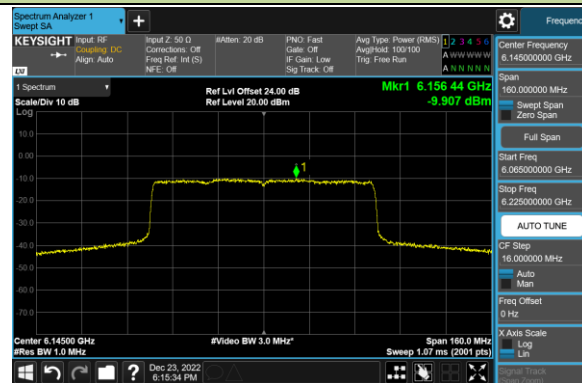 Spectrum Analyzer 1
Swept SA
Frequenc
KEYSIGHT
Input: RF
Coupling: DC
Align: Auto
Input Z: 50 Ω
Corrections: Off
Freq Ref: Int (S)
NFE: Off
#Atten: 20 dB
PNO: Fast
Gate: Off
IF Gain: Low
Sig Track: Off
Avg Type: Power (RMS)
Avg|Hold: 100/100
Trig: Free Run
1 2 3 4 5 6
A W W W W W
A N N N N N
LXI
1 Spectrum
Scale/Div 10 dB
Log
Ref Lvl Offset 24.00 dB
Ref Level 20.00 dBm
Mkr1 6.156 44 GHz
-9.907 dBm
10.0
0.00
-10.0
-20.0
-30.0
-40.0
-50.0
-60.0
-70.0
1
Center 6.14500 GHz
#Res BW 1.0 MHz
#Video BW 3.0 MHz*
Span 160.0 MHz
Sweep 1.07 ms (2001 pts)
Center Frequency
6.145000000 GHz
Span
160.000000 MHz
Swept Span
Zero Span
Full Span
Start Freq
6.065000000 GHz
Stop Freq
6.225000000 GHz
AUTO TUNE
CF Step
16.000000 MHz
Auto
Man
Freq Offset
0 Hz
X Axis Scale
Log
Lin
Signal Track
Dec 23, 2022
6:15:34 PM